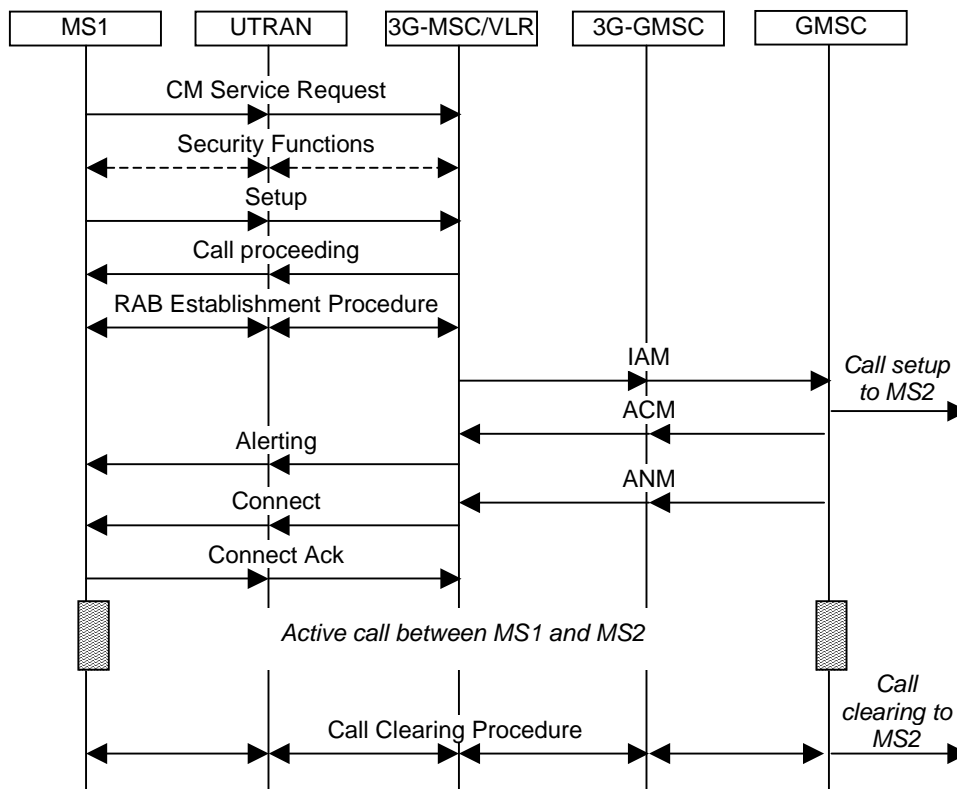 MS1
UTRAN
3G-MSC/VLR
3G-GMSC
GMSC
CM Service Request
Security Functions
Setup
Call proceeding
RAB Establishment Procedure
IAM
Call setup
to MS2
ACM
Alerting
ANM
Connect
Connect Ack
Active call between MS1 and MS2
Call
clearing to
MS2
Call Clearing Procedure